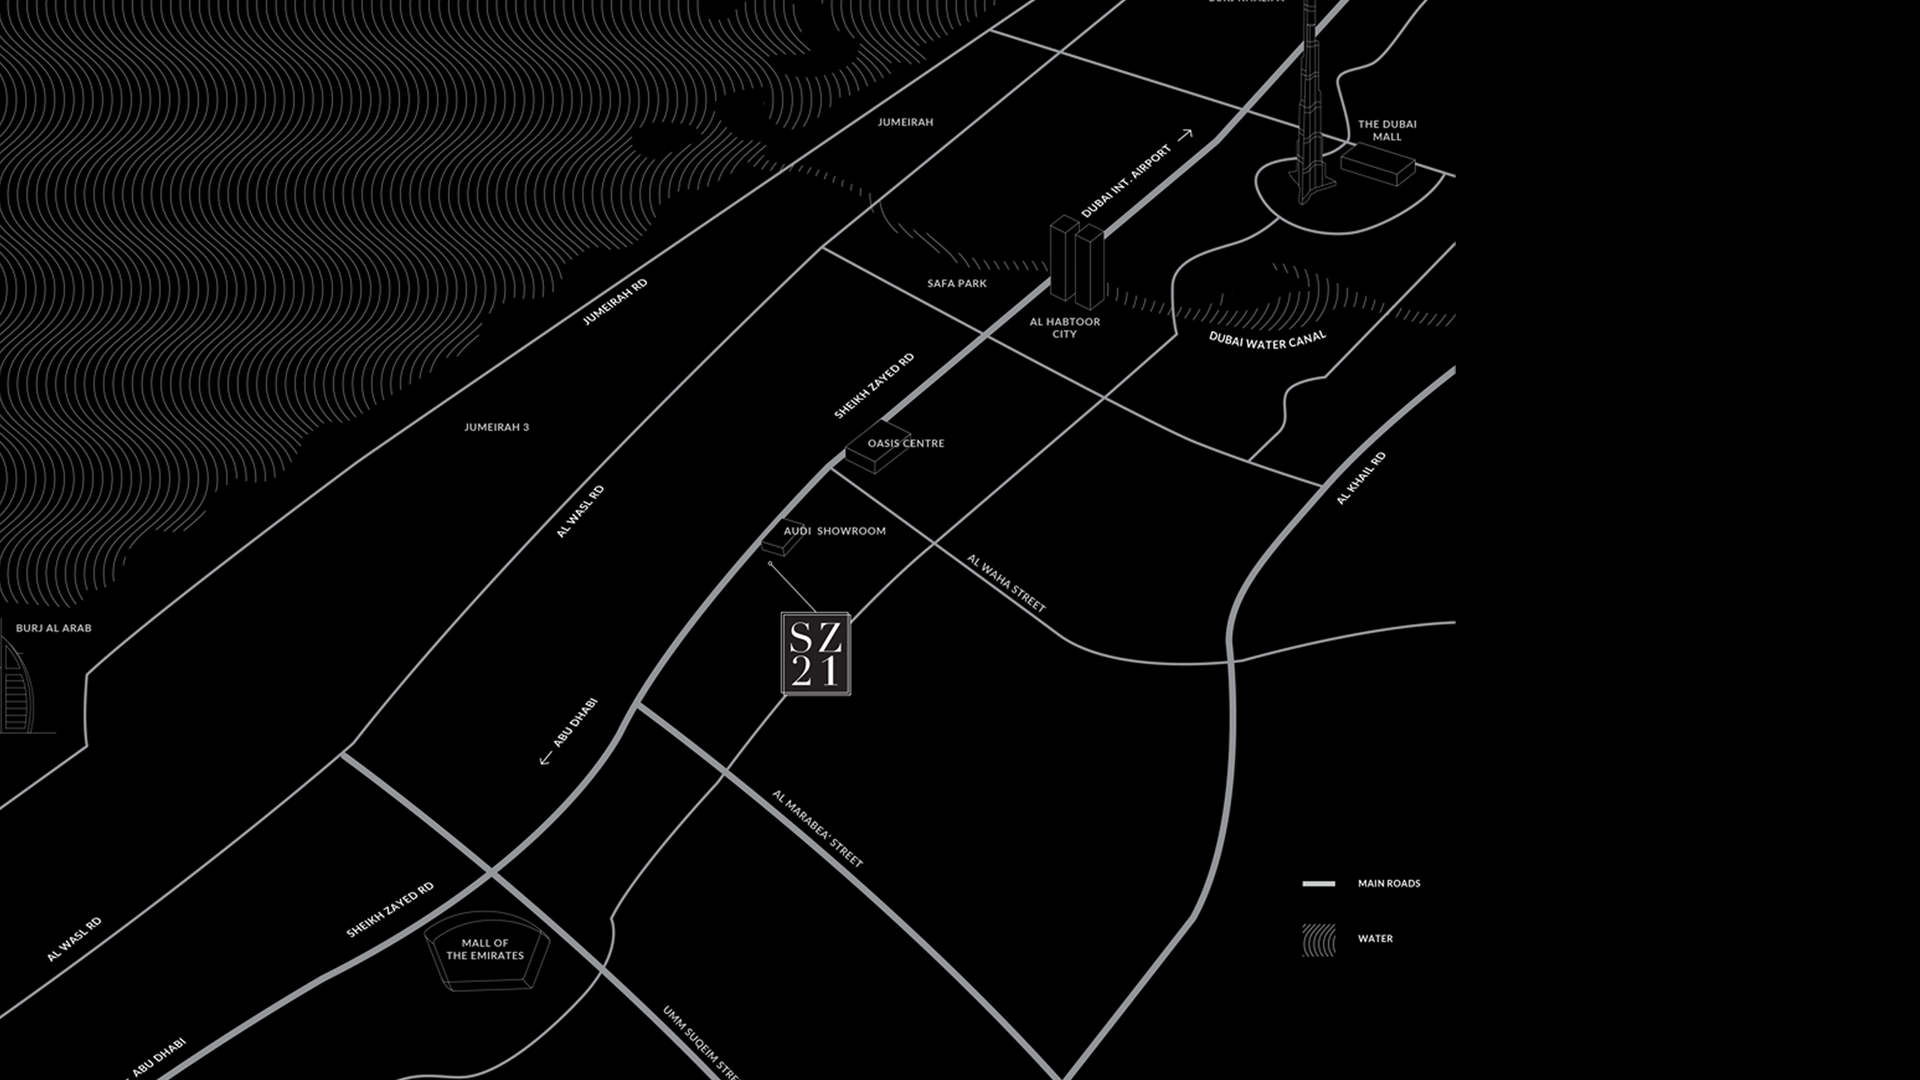 JUMEIRAH
THE DUBAI
MALL
DUBAI INT. AIRPORT
JUMEIRAH RD
SAFA PARK
AL HABTOOR
CITY
DUBAI WATER CANAL
SHEIKH ZAYED RD
JUMEIRAH 3
OASIS CENTRE
AL KHAIL RD
AL WASL RD
AUDI SHOWROOM
AL WAHA STREET
BURJ AL ARAB
SZ
21
ABU DHABI
AL MARABEA' STREET
MAIN ROADS
SHEIKH ZAYED RD
AL WASL RD
MALL OF
THE EMIRATES
WATER
UMM SUQEIM STRE
ABU DHABI